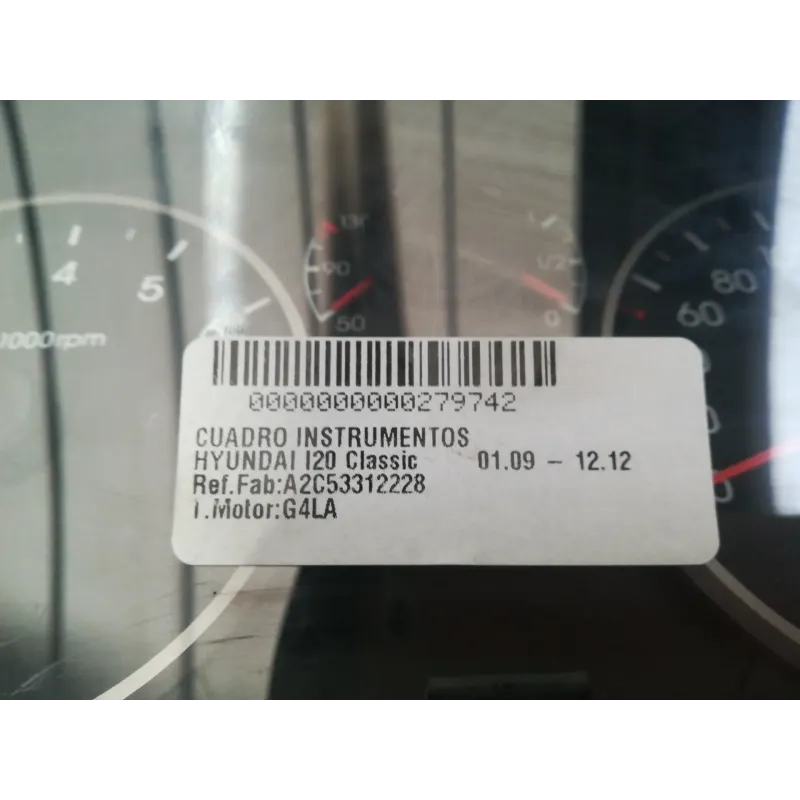 4
5
6
1000rpm
130
90
50
1/2
0
80
60
0000000000279742
CUADRO INSTRUMENTOS
HYUNDAI I20 Classic 01.09 – 12.12
Ref.Fab:A2C53312228
T.Motor:G4LA